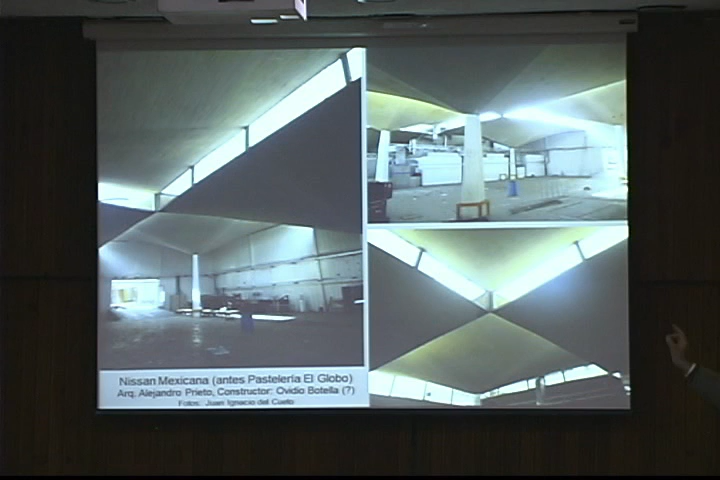 Nissan Mexicana (antes Pastelería El Globo)
Arq. Alejandro Prieto, Constructor: Ovidio Botella (?)
Fotos: Juan Ignacio del Cueto